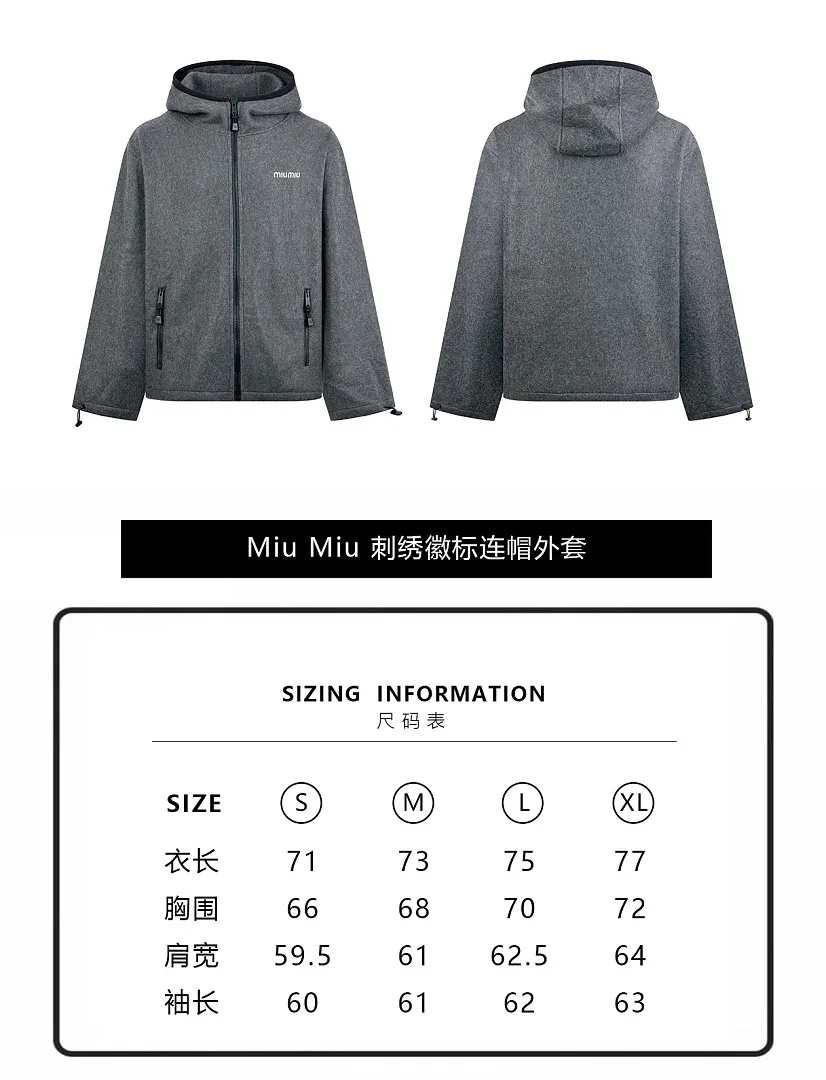 miumiu
Miu Miu 刺绣徽标连帽外套
SIZING INFORMATION
尺码表
SIZE S M L XL
衣长 71 73 75 77
胸围 66 68 70 72
肩宽 59.5 61 62.5 64
袖长 60 61 62 63